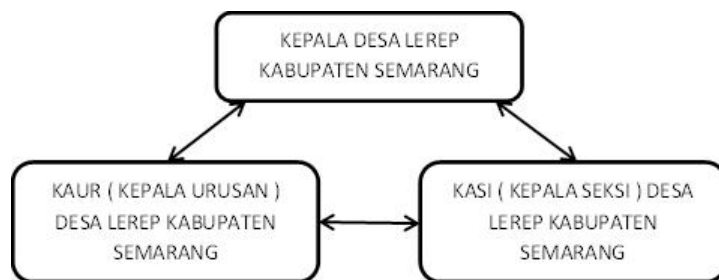 KEPALA DESA LEREP
KABUPATEN SEMARANG
KAUR ( KEPALA URUSAN )
DESA LEREP KABUPATEN
SEMARANG
KASI ( KEPALA SEKSI ) DESA
LEREP KABUPATEN
SEMARANG